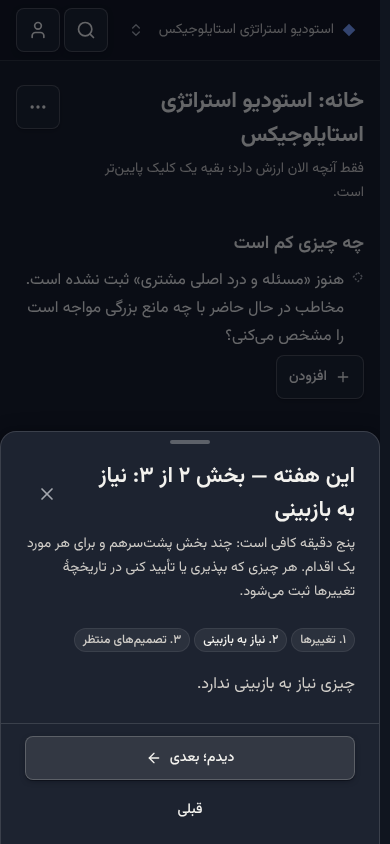 استودیو استراتژی استایلوجیکس
خانه: استودیو استراتژی
استایلوجیکس
فقط آنچه الان ارزش دارد؛ بقیه یک کلیک پایین‌تر
است.
چه چیزی کم است
هنوز «مسئله و درد اصلی مشتری» ثبت نشده است.
مخاطب در حال حاضر با چه مانع بزرگی مواجه است
را مشخص می‌کنی؟
افزودن
این هفته — بخش ۲ از ۳: نیاز
به بازبینی
پنج دقیقه کافی است: چند بخش پشت‌سرهم و برای هر مورد
یک اقدام. هر چیزی که بپذیری یا تأیید کنی در تاریخچهٔ
تغییرها ثبت می‌شود.
۱. تغییرها
۲. نیاز به بازبینی
۳. تصمیم‌های منتظر
چیزی نیاز به بازبینی ندارد.
دیدم؛ بعدی
قبلی